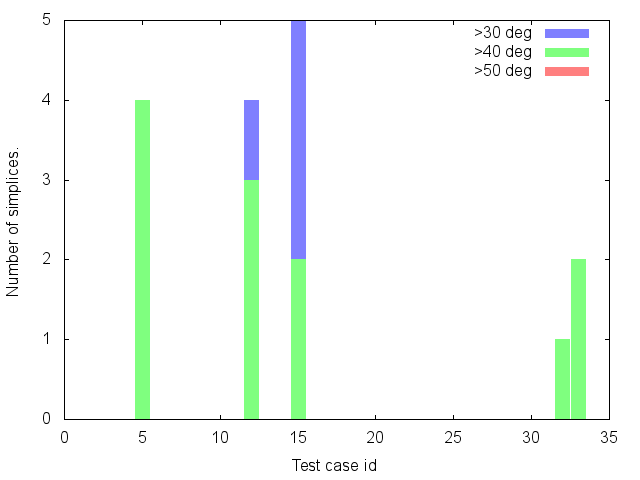 >30 deg
>40 deg
>50 deg
5
4
3
2
1
0
Number of simplices.
0 5 10 15 20 25 30 35
Test case id